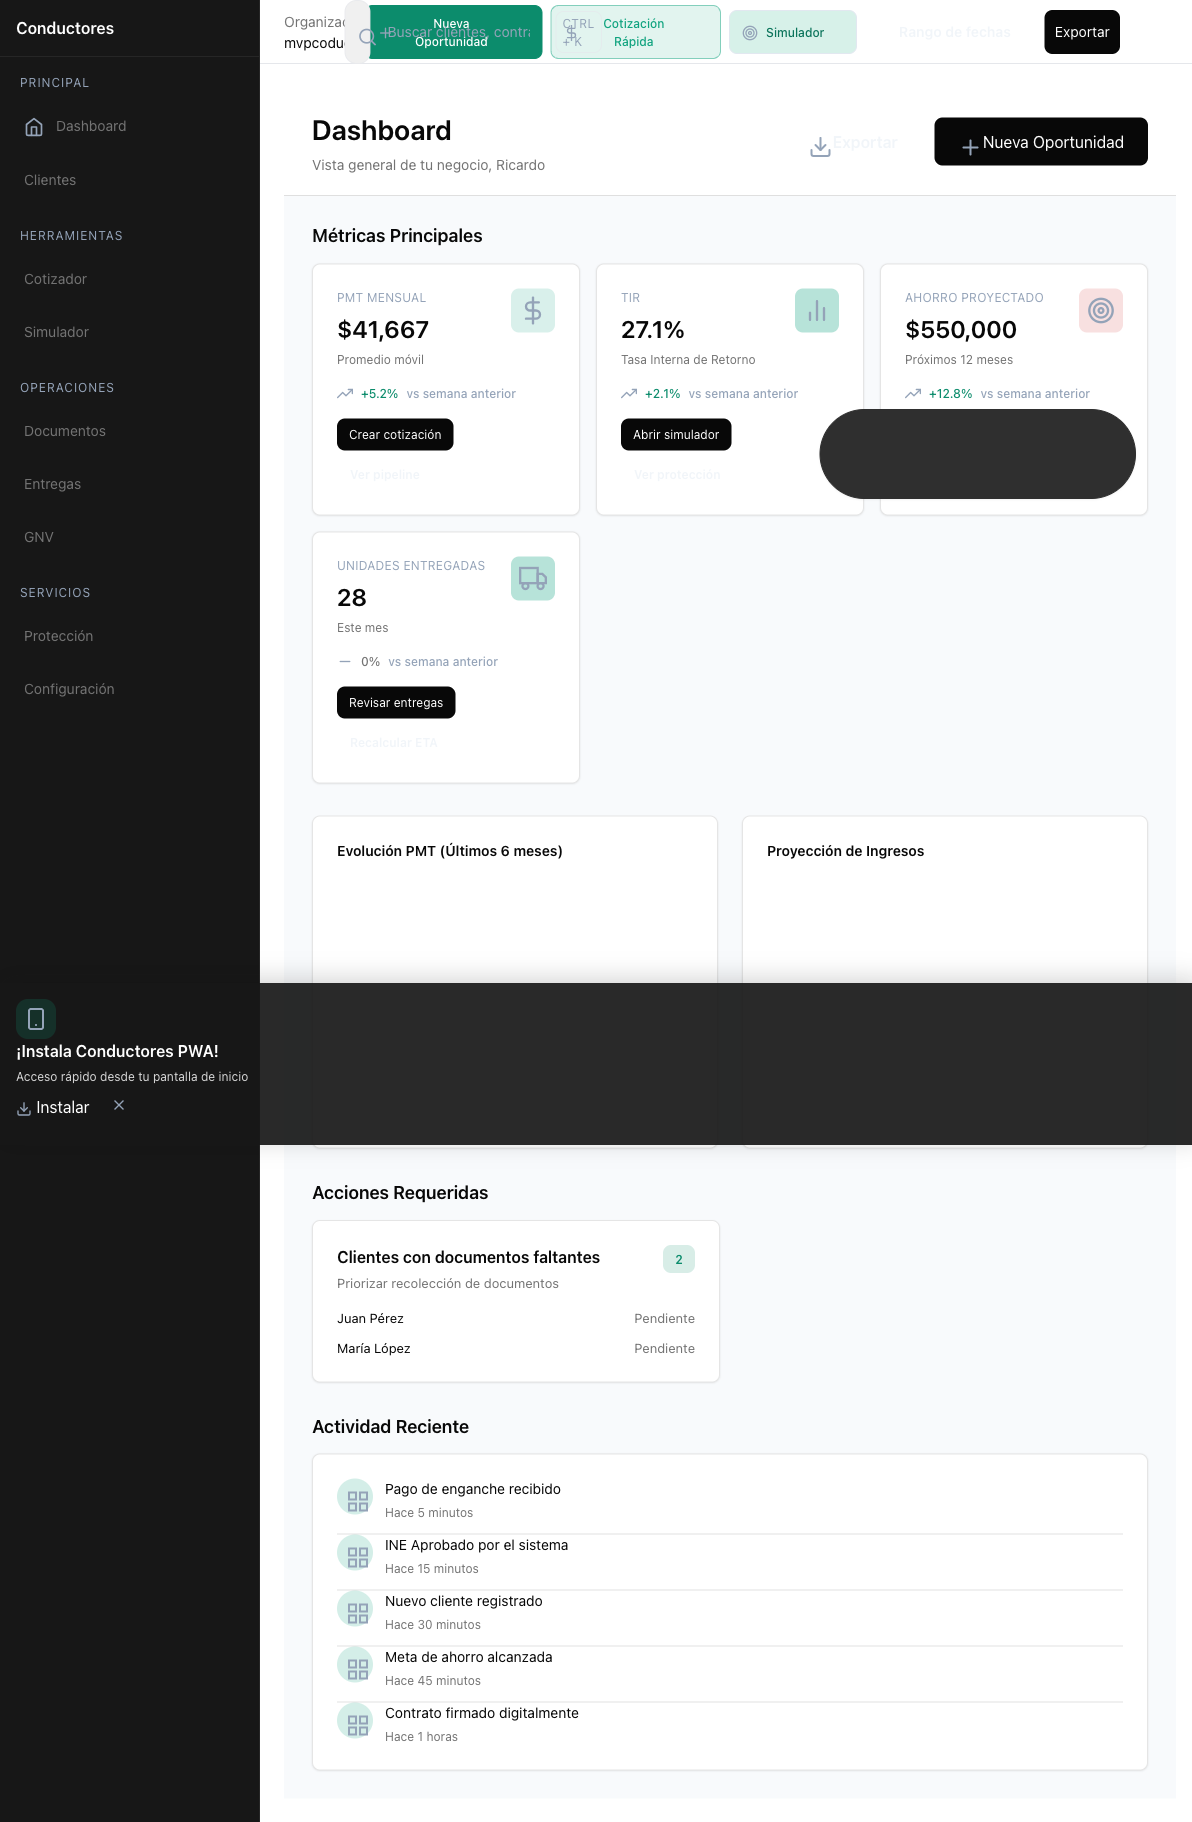 Conductores
PRINCIPAL
Dashboard
Clientes
HERRAMIENTAS
Cotizador
Simulador
OPERACIONES
Documentos
Entregas
GNV
SERVICIOS
Protección
Configuración
¡Instala Conductores PWA!
Acceso rápido desde tu pantalla de inicio
Instalar
Buscar clientes, contr
Nueva
Oportunidad
CTRL
+ K
Cotización
Rápida
Simulador
Rango de fechas
Exportar
Dashboard
Vista general de tu negocio, Ricardo
Exportar
Nueva Oportunidad
Métricas Principales
PMT MENSUAL
$41,667
Promedio móvil
+5.2% vs semana anterior
Crear cotización
Ver pipeline
TIR
27.1%
Tasa Interna de Retorno
+2.1% vs semana anterior
Abrir simulador
Ver protección
AHORRO PROYECTADO
$550,000
Próximos 12 meses
+12.8% vs semana anterior
UNIDADES ENTREGADAS
28
Este mes
0% vs semana anterior
Revisar entregas
Recalcular ETA
Evolución PMT (Últimos 6 meses)
Proyección de Ingresos
Acciones Requeridas
Clientes con documentos faltantes
2
Priorizar recolección de documentos
Juan Pérez Pendiente
María López Pendiente
Actividad Reciente
Pago de enganche recibido
Hace 5 minutos
INE Aprobado por el sistema
Hace 15 minutos
Nuevo cliente registrado
Hace 30 minutos
Meta de ahorro alcanzada
Hace 45 minutos
Contrato firmado digitalmente
Hace 1 horas